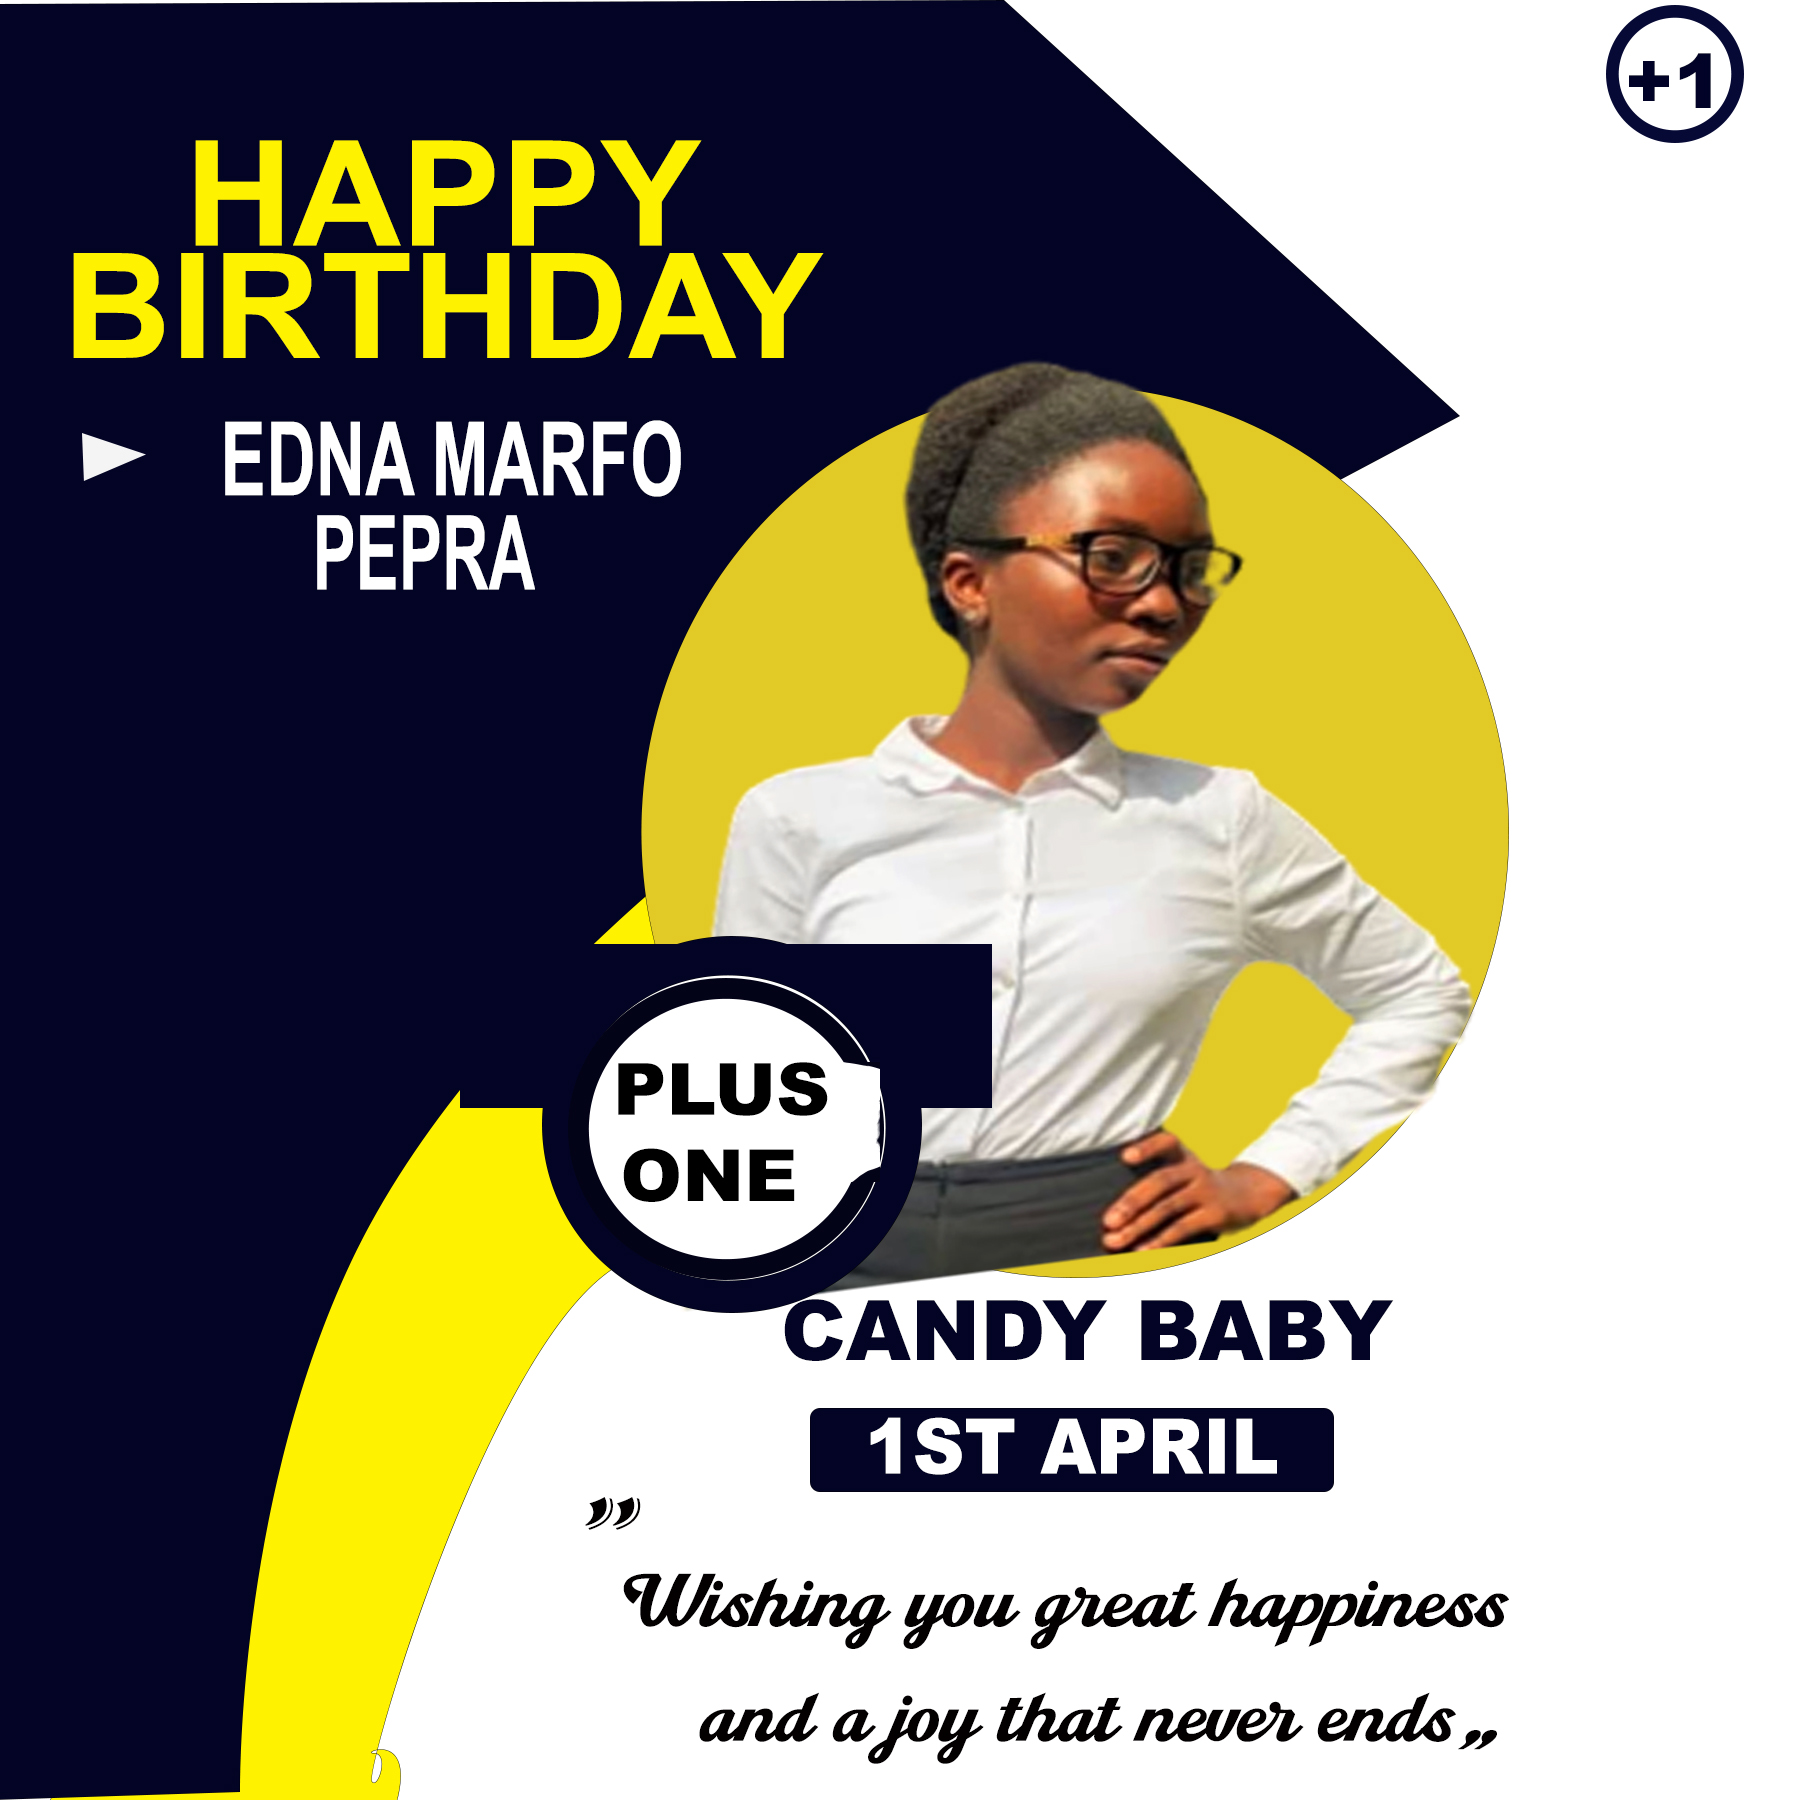 +1
HAPPY
BIRTHDAY
EDNA MARFO
PEPRA
PLUS
ONE
CANDY BABY
1ST APRIL
”
Wishing you great happiness
and a joy that never ends„